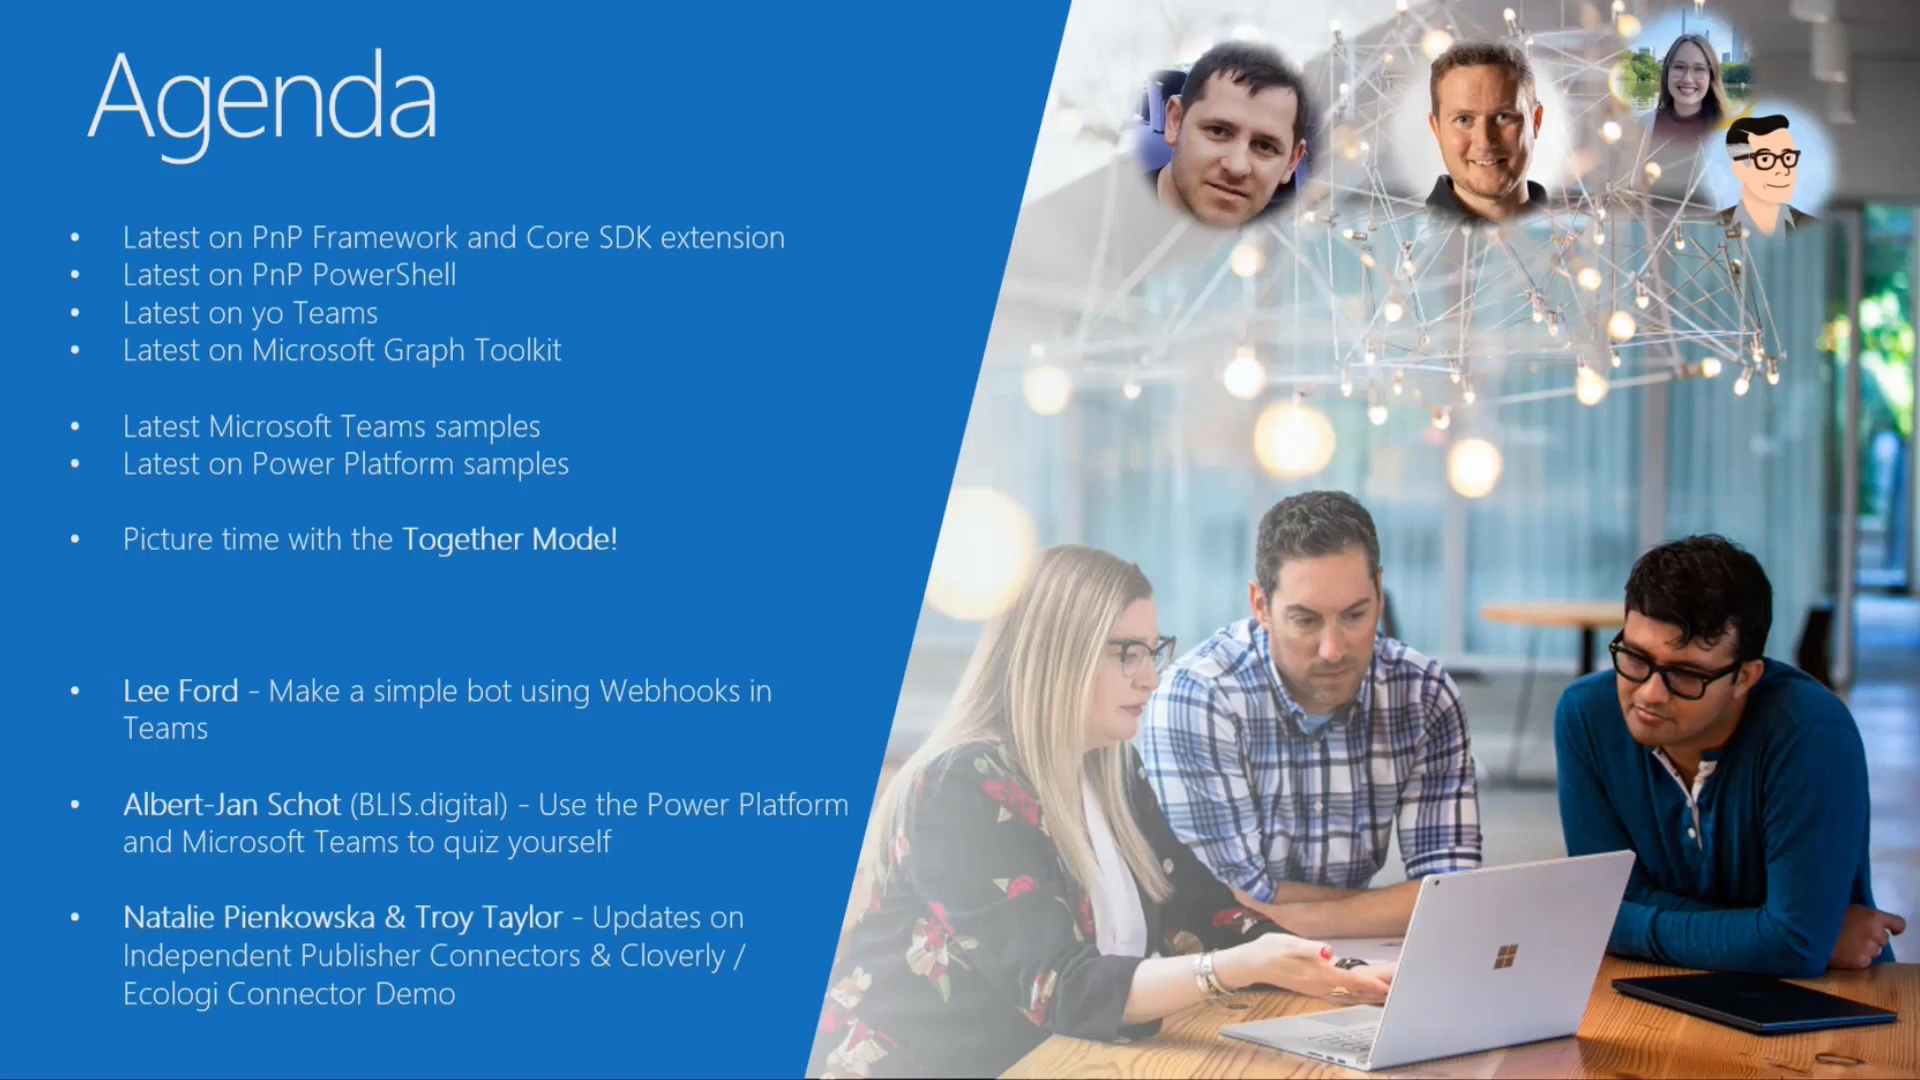 Agenda
• Latest on PnP Framework and Core SDK extension
• Latest on PnP PowerShell
• Latest on yo Teams
• Latest on Microsoft Graph Toolkit
• Latest Microsoft Teams samples
• Latest on Power Platform samples
• Picture time with the Together Mode!
• Lee Ford - Make a simple bot using Webhooks in
Teams
• Albert-Jan Schot (BLIS.digital) - Use the Power Platform
and Microsoft Teams to quiz yourself
• Natalie Pienkowska & Troy Taylor - Updates on
Independent Publisher Connectors & Cloverly /
Ecologi Connector Demo